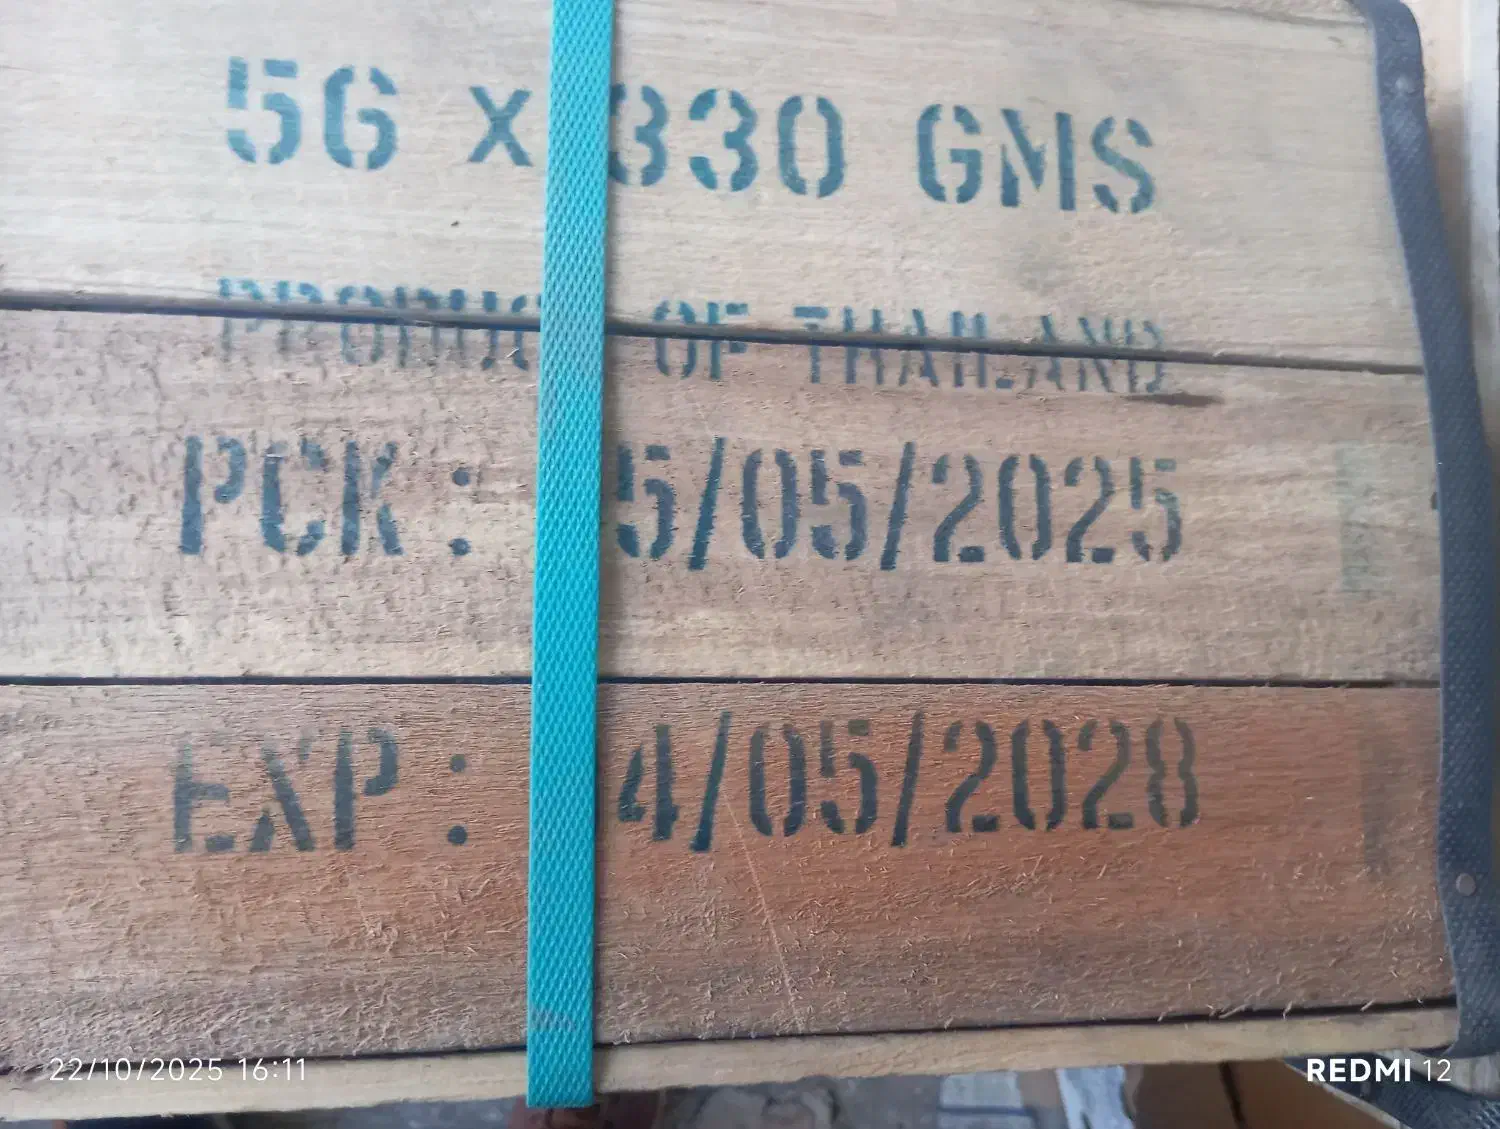 56 x 330 GMS
PRODUC OF THAILAND
PCK : 5/05/2025
EXP : 4/05/2028
22/10/2025 16:11
REDMI 12